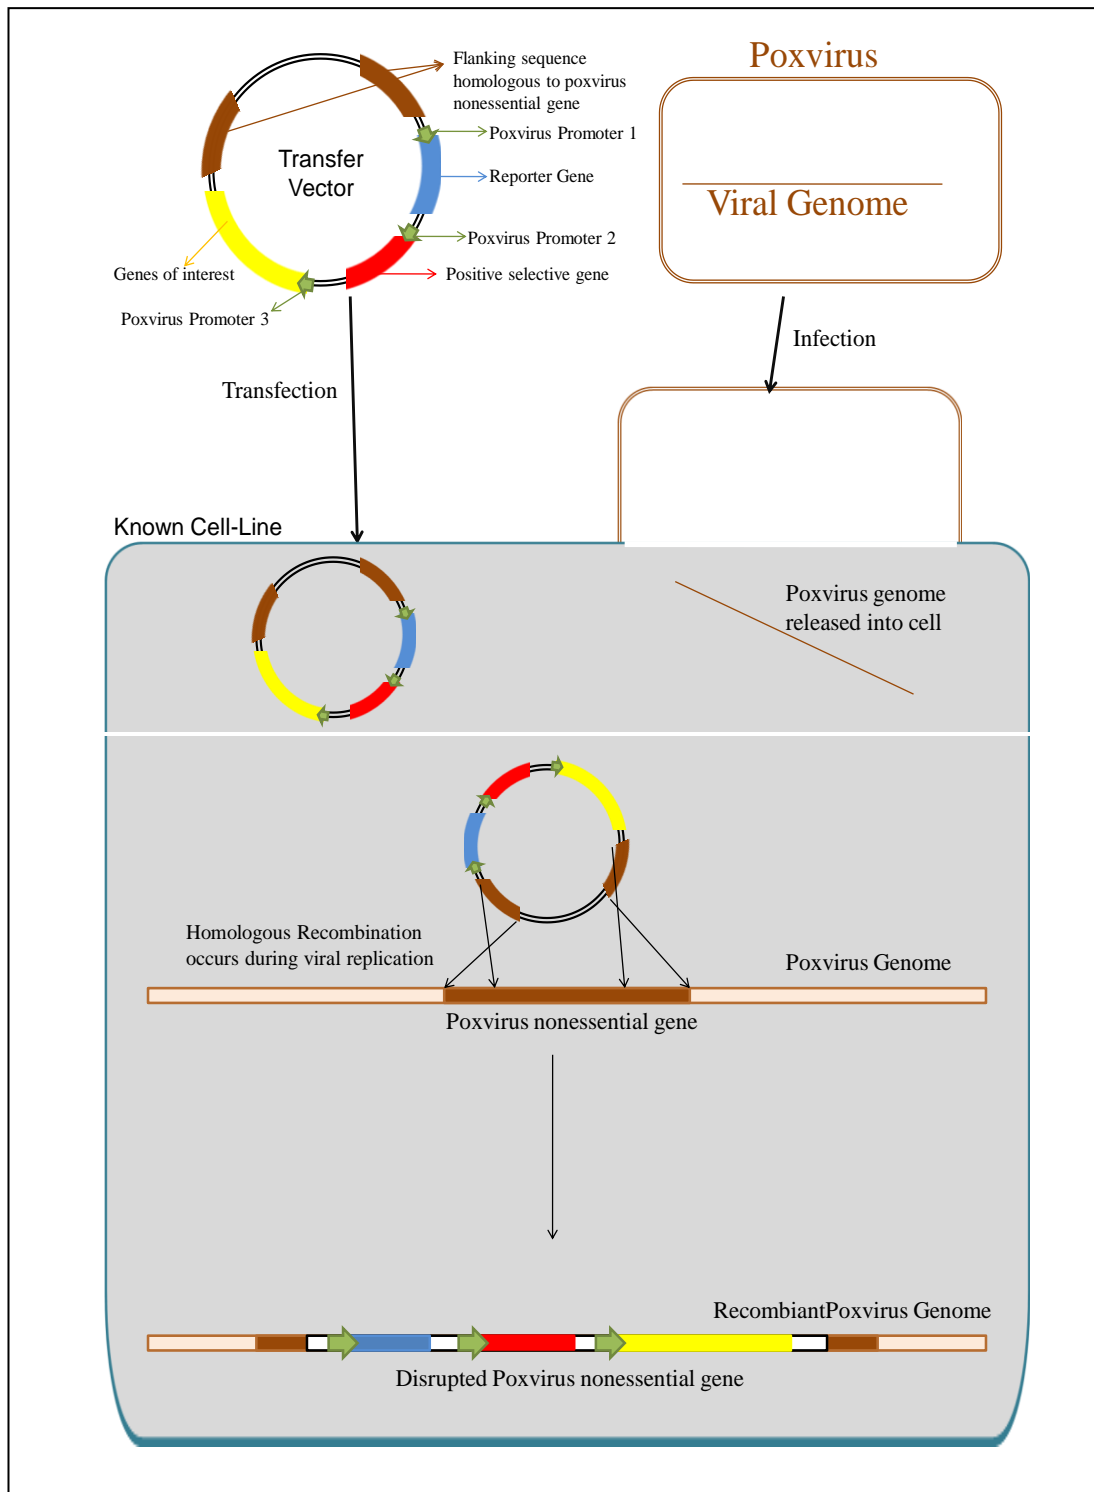 Poxvirus
Flanking sequence
homologous to poxvirus
nonessential gene
Poxvirus Promoter 1
Transfer
Vector
Reporter Gene
Viral Genome
Poxvirus Promoter 2
Genes of interest
Positive selective gene
Poxvirus Promoter 3
Infection
Transfection
Known Cell-Line
Poxvirus genome
released into cell
Homologous Recombination
occurs during viral replication
Poxvirus Genome
Poxvirus nonessential gene
RecombiantPoxvirus Genome
Disrupted Poxvirus nonessential gene